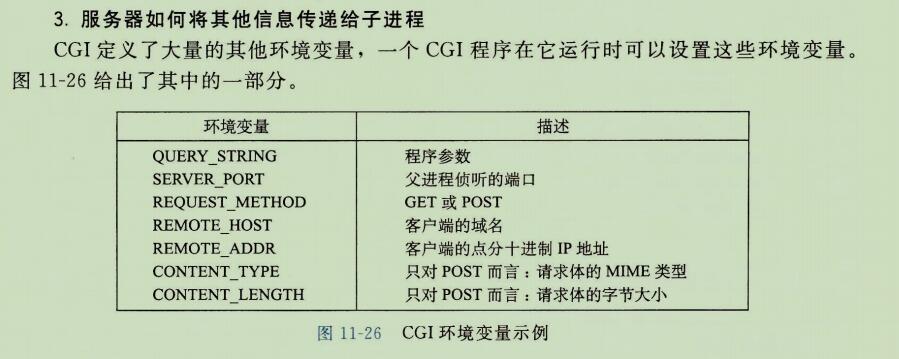 3. 服务器如何将其他信息传递给子进程
CGI 定义了大量的其他环境变量，一个 CGI 程序在它运行时可以设置这些环境变量。
图 11-26 给出了其中的一部分。
环境变量 描述
QUERY_STRING 程序参数
SERVER_PORT 父进程侦听的端口
REQUEST_METHOD GET 或 POST
REMOTE_HOST 客户端的域名
REMOTE_ADDR 客户端的点分十进制 IP 地址
CONTENT_TYPE 只对 POST 而言：请求体的 MIME 类型
CONTENT_LENGTH 只对 POST 而言：请求体的字节大小
图 11-26 CGI 环境变量示例